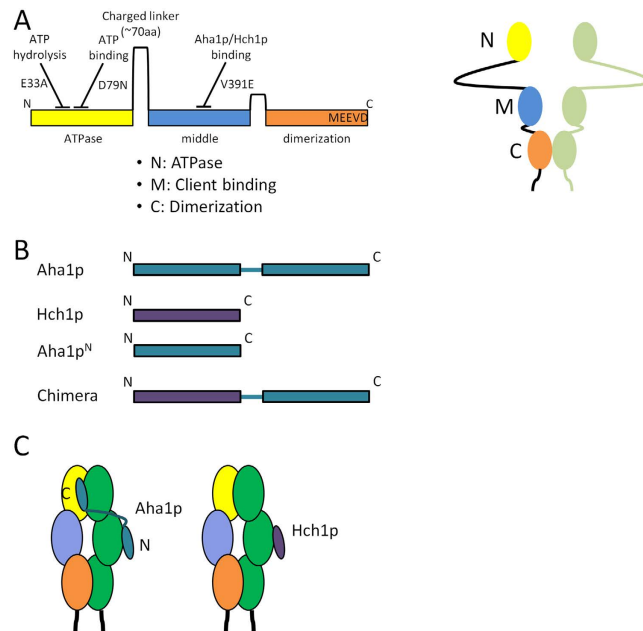 A
Charged linker
(~70aa)
ATP
hydrolysis
ATP
binding
Aha1p/Hch1p
binding
E33A
D79N
V391E
N
C
MEEVD
ATPase
middle
dimerization
• N: ATPase
• M: Client binding
• C: Dimerization
N
M
C
B
N
C
Aha1p
N
C
Hch1p
N
C
Aha1pᴺ
N
C
Chimera
C
C
Aha1p
N
Hch1p